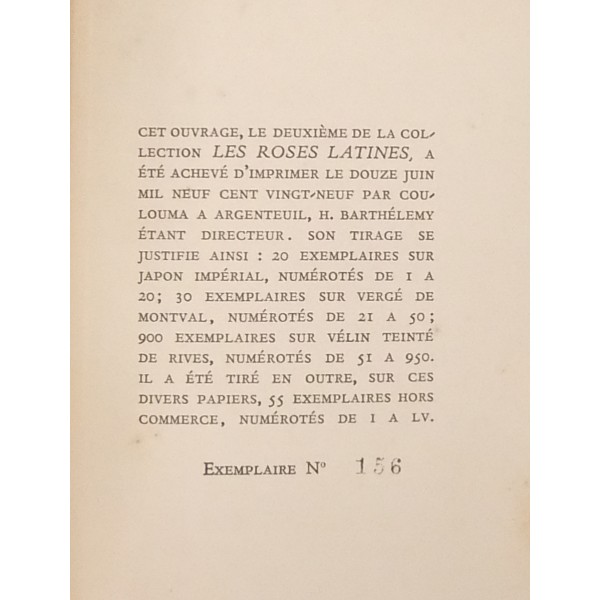 CET OUVRAGE, LE DEUXIÈME DE LA COL-
LECTION LES ROSES LATINES, A
ÉTÉ ACHEVÉ D'IMPRIMER LE DOUZE JUIN
MIL NEUF CENT VINGT-NEUF PAR COU-
LOUMA A ARGENTEUIL, H. BARTHÉLEMY
ÉTANT DIRECTEUR. SON TIRAGE SE
JUSTIFIE AINSI : 20 EXEMPLAIRES SUR
JAPON IMPÉRIAL, NUMÉROTÉS DE I A
20; 30 EXEMPLAIRES SUR VERGÉ DE
MONTVAL, NUMÉROTÉS DE 21 A 50;
900 EXEMPLAIRES SUR VÉLIN TEINTÉ
DE RIVES, NUMÉROTÉS DE 51 A 950.
IL A ÉTÉ TIRÉ EN OUTRE, SUR CES
DIVERS PAPIERS, 55 EXEMPLAIRES HORS
COMMERCE, NUMÉROTÉS DE I A LV.
EXEMPLAIRE Nº 156